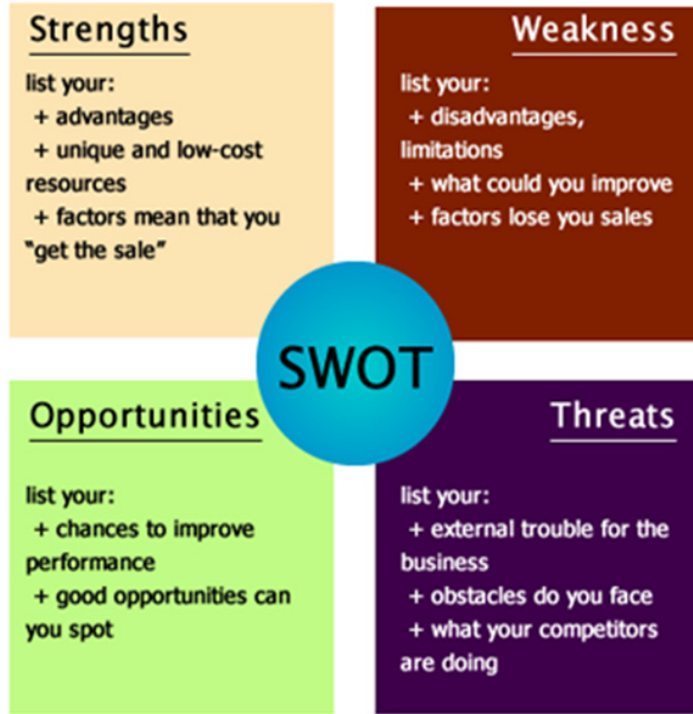 Strengths
list your:
+ advantages
+ unique and low-cost
resources
+ factors mean that you
“get the sale”
Weakness
list your:
+ disadvantages,
limitations
+ what could you improve
+ factors lose you sales
SWOT
Opportunities
list your:
+ chances to improve
performance
+ good opportunities can
you spot
Threats
list your:
+ external trouble for the
business
+ obstacles do you face
+ what your competitors
are doing